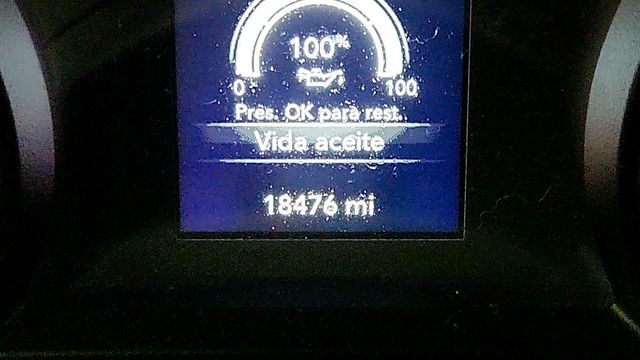 100%
0 100
Pres. OK para rest.
Vida aceite
18476 mi